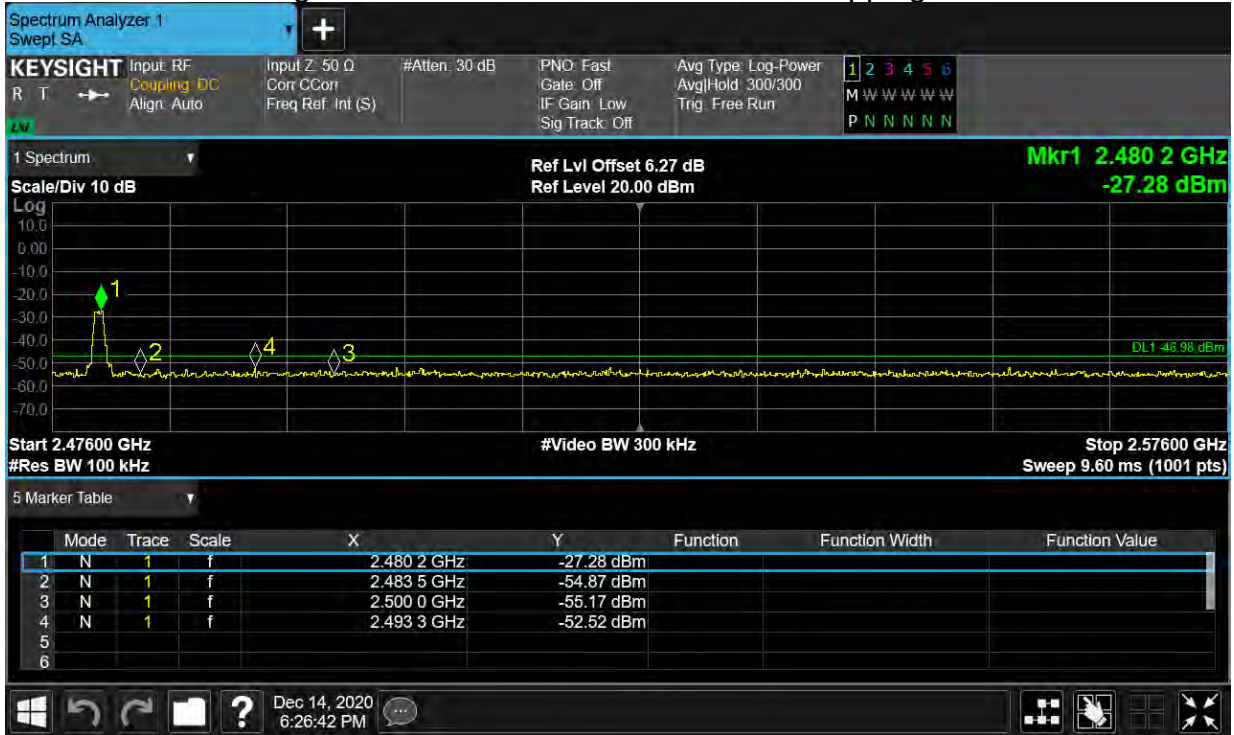 Spectrum Analyzer 1
Swept SA
+
KEYSIGHT Input: RF Input Z: 50 Ω #Atten: 30 dB PNO: Fast Avg Type: Log-Power 1 2 3 4 5 6
R T Coupling: DC Corr CCorr Gate: Off Avg|Hold: 300/300 M W W W W W W
Align: Auto Freq Ref: Int (S) IF Gain: Low Trig: Free Run
Sig Track: Off P N N N N N N
1 Spectrum Ref Lvl Offset 6.27 dB Mkr1 2.480 2 GHz
Scale/Div 10 dB Ref Level 20.00 dBm -27.28 dBm
Log
10.0
0.00
-10.0
-20.0 1
-30.0
-40.0 2 4 3 DL1 -46.98 dBm
-50.0
-60.0
-70.0
Start 2.47600 GHz #Video BW 300 kHz Stop 2.57600 GHz
#Res BW 100 kHz Sweep 9.60 ms (1001 pts)
5 Marker Table
Mode Trace Scale X Y Function Function Width Function Value
1 N 1 f 2.480 2 GHz -27.28 dBm
2 N 1 f 2.483 5 GHz -54.87 dBm
3 N 1 f 2.500 0 GHz -55.17 dBm
4 N 1 f 2.493 3 GHz -52.52 dBm
5
6
? Dec 14, 2020
6:26:42 PM